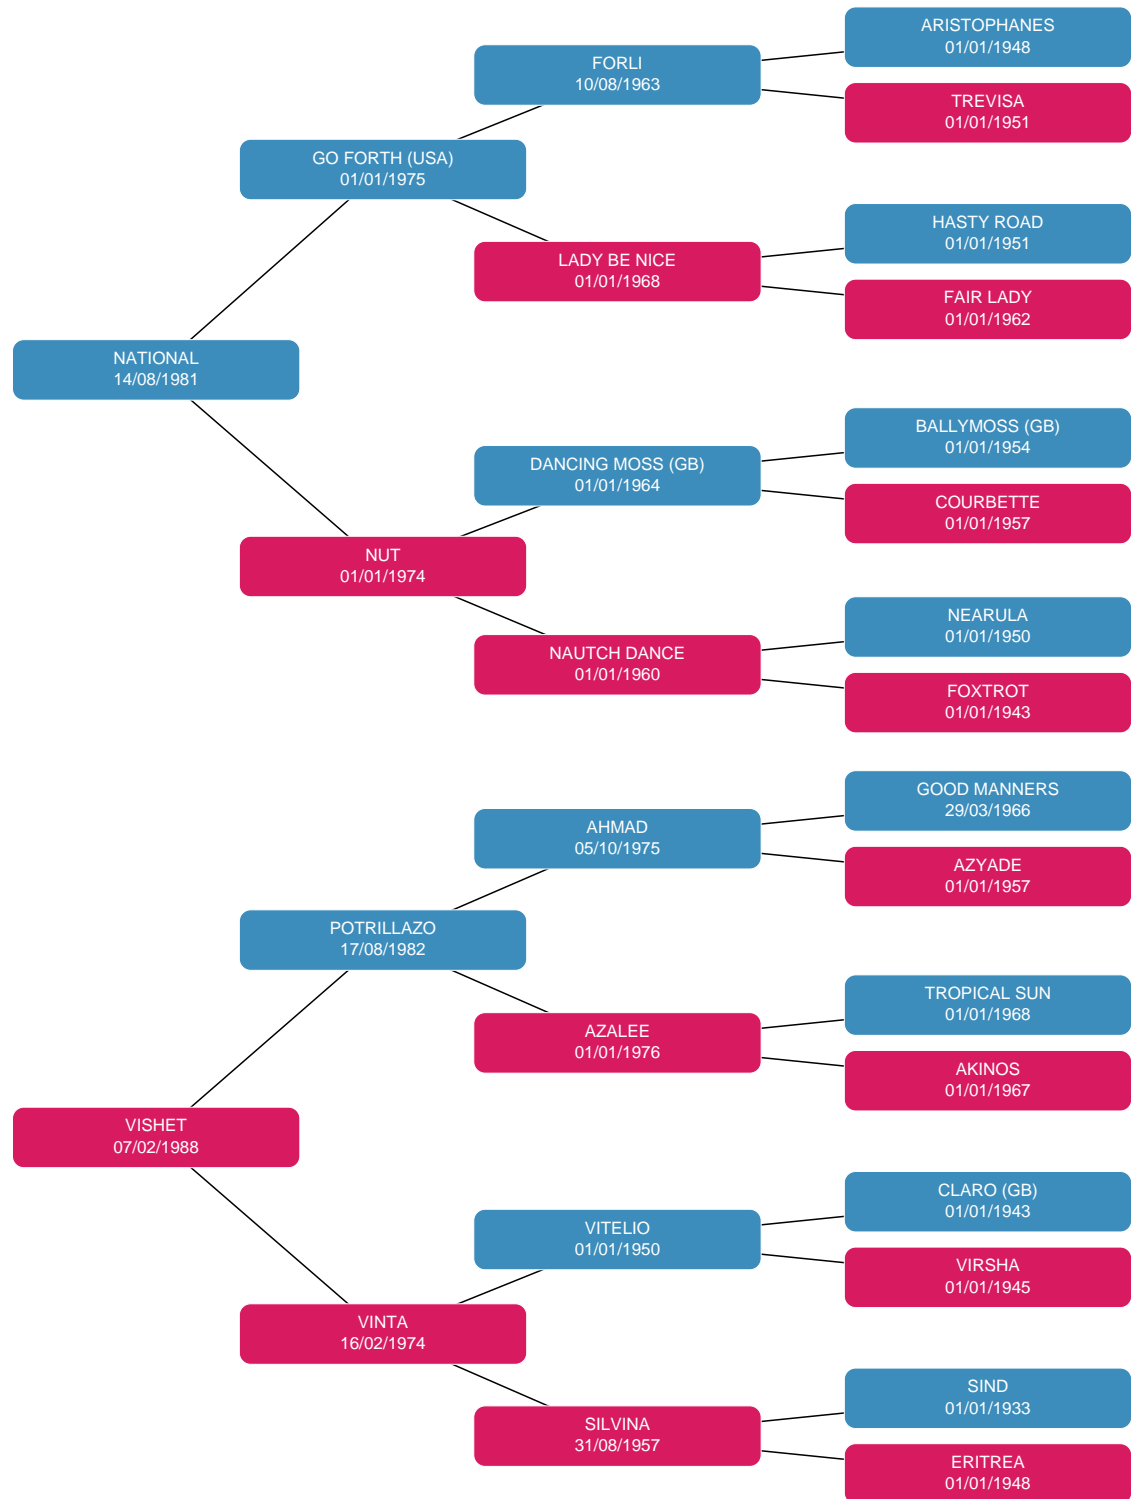 ARISTOPHANES
01/01/1948
FORLI
10/08/1963
TREVISA
01/01/1951
GO FORTH (USA)
01/01/1975
HASTY ROAD
01/01/1951
LADY BE NICE
01/01/1968
FAIR LADY
01/01/1962
NATIONAL
14/08/1981
BALLYMOSS (GB)
01/01/1954
DANCING MOSS (GB)
01/01/1964
COURBETTE
01/01/1957
NUT
01/01/1974
NEARULA
01/01/1950
NAUTCH DANCE
01/01/1960
FOXTROT
01/01/1943
GOOD MANNERS
29/03/1966
AHMAD
05/10/1975
AZYADE
01/01/1957
POTRILLAZO
17/08/1982
TROPICAL SUN
01/01/1968
AZALEE
01/01/1976
AKINOS
01/01/1967
VISHET
07/02/1988
CLARO (GB)
01/01/1943
VITELIO
01/01/1950
VIRSHA
01/01/1945
VINTA
16/02/1974
SIND
01/01/1933
SILVINA
31/08/1957
ERITREA
01/01/1948